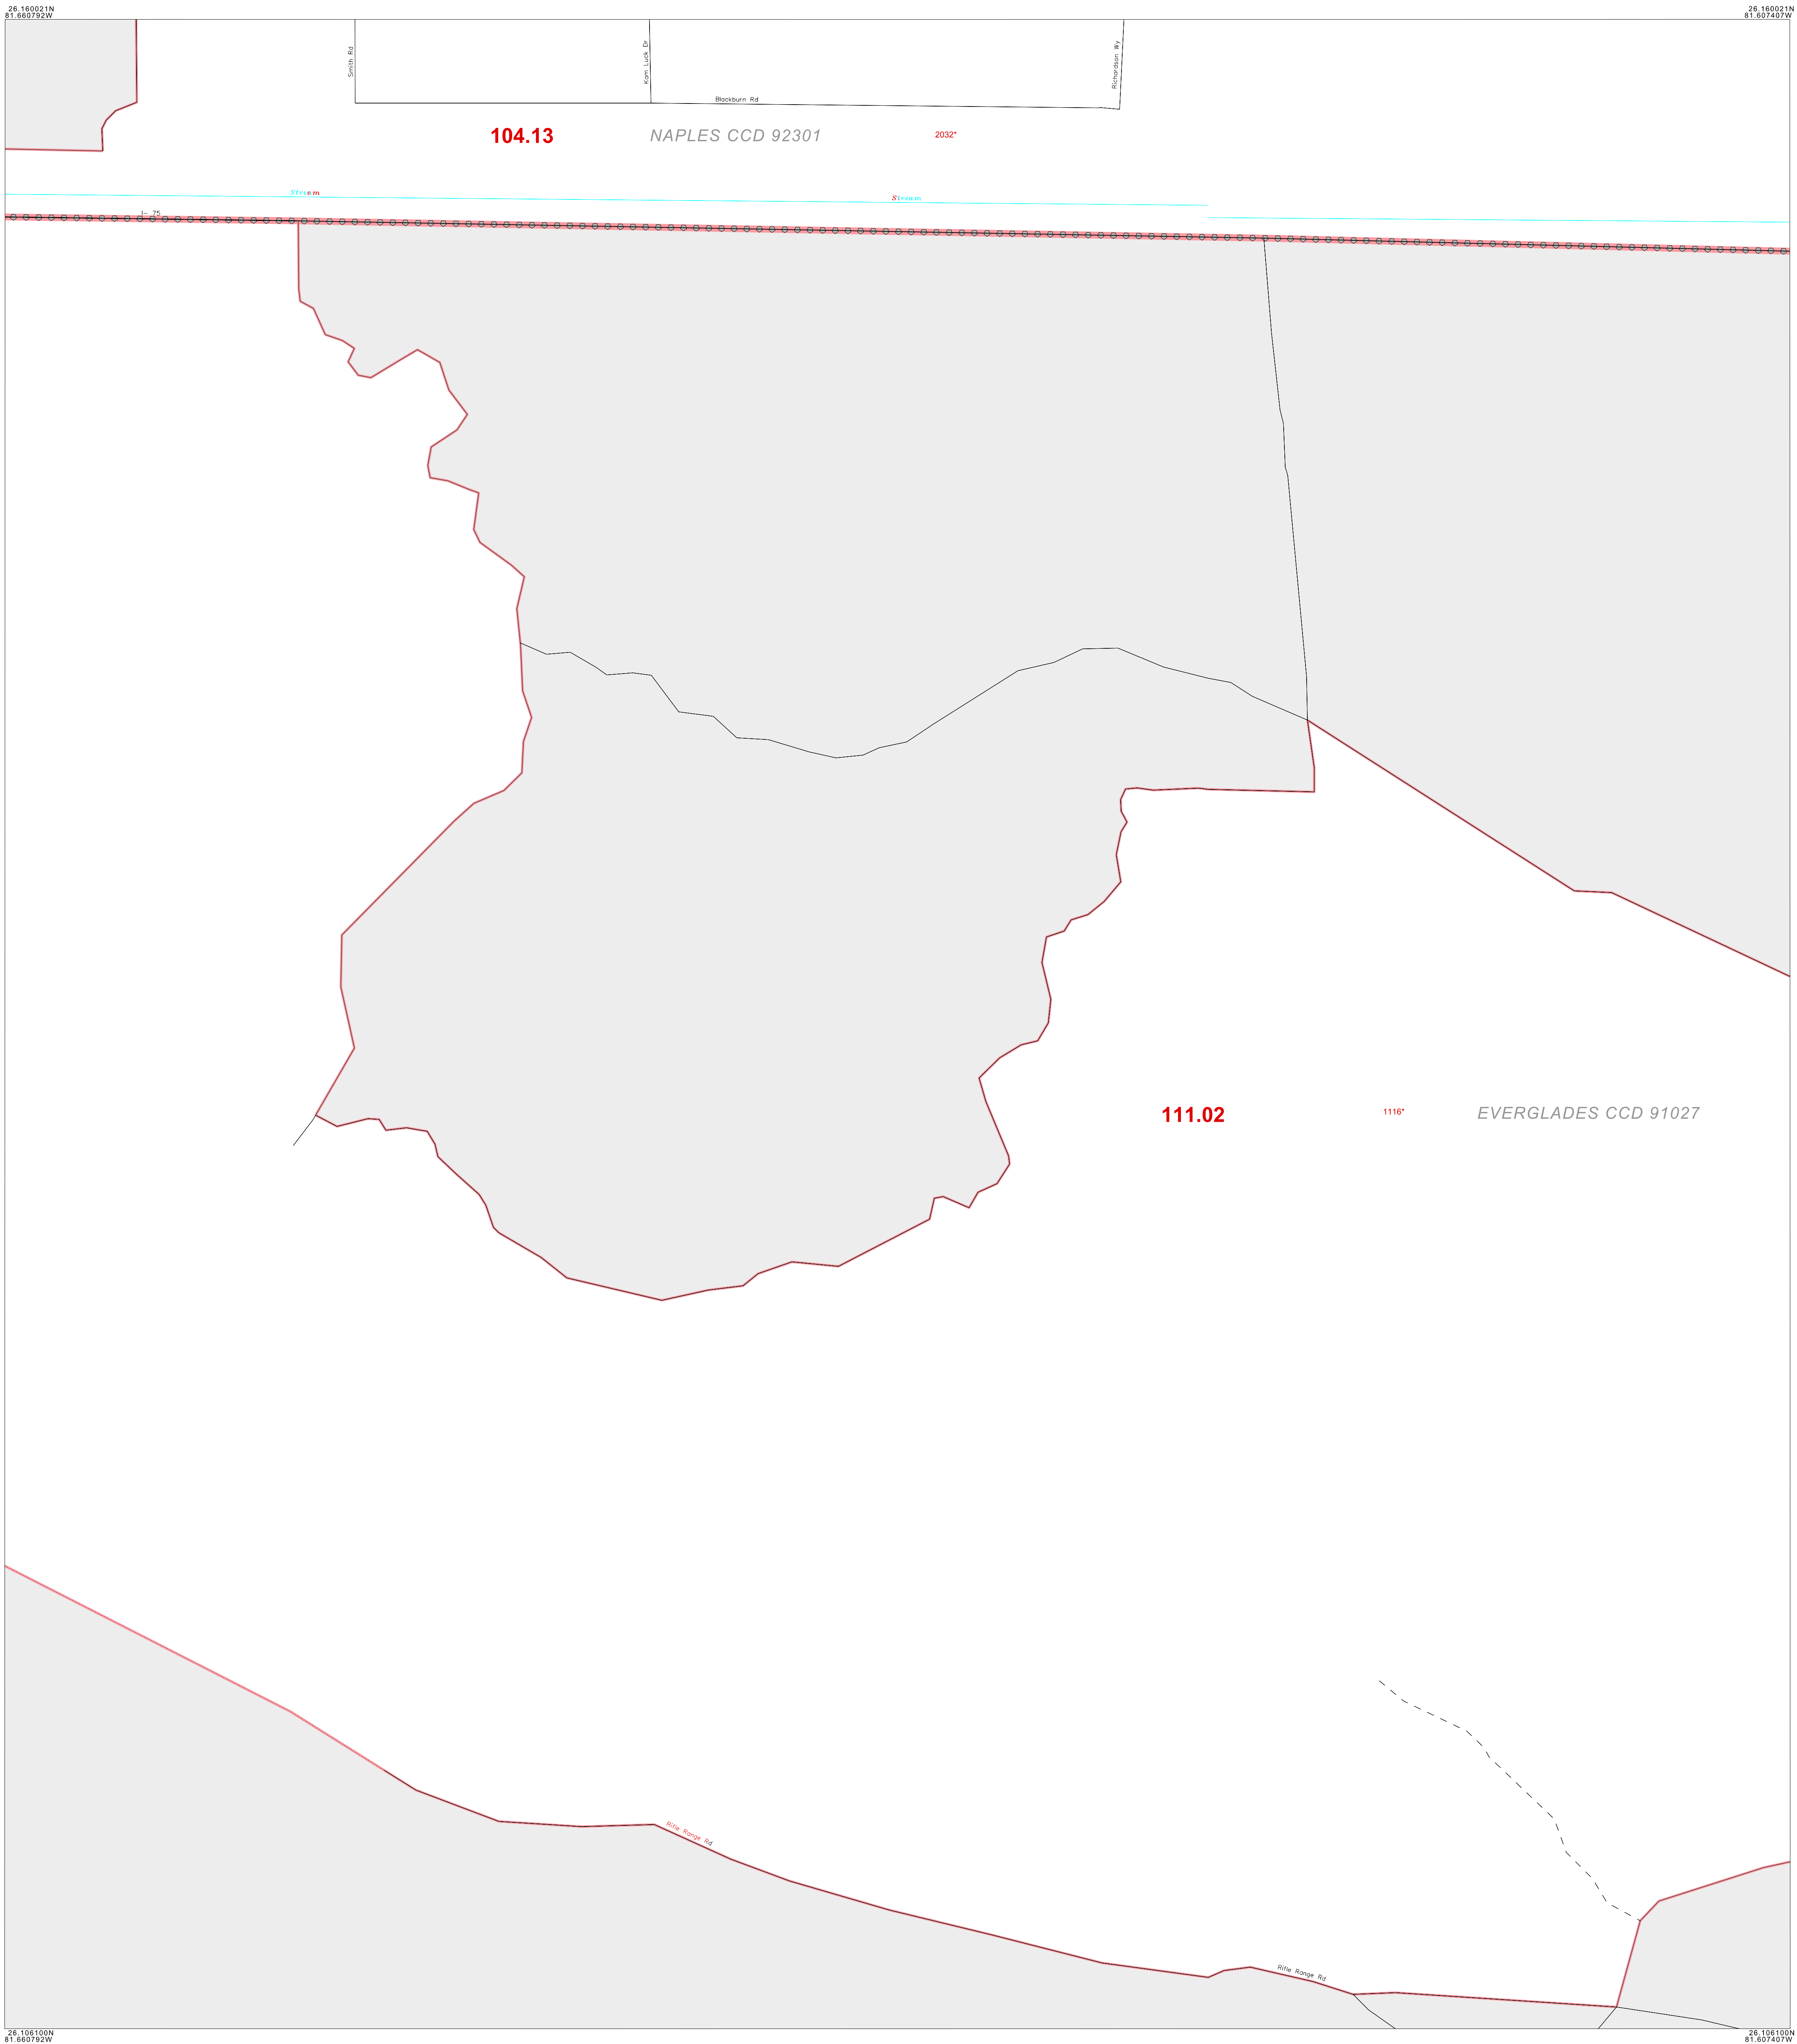 26.160021N
81.660792W
26.160021N
81.607407W
Smith Rd
Kam Luck Dr
Richardson Wy
Blackburn Rd
104.13
NAPLES CCD 92301
2032*
Stream
Stream
I- 75
111.02
1116*
EVERGLADES CCD 91027
Rifle Range Rd
Rifle Range Rd
26.106100N
81.660792W
26.106100N
81.607407W